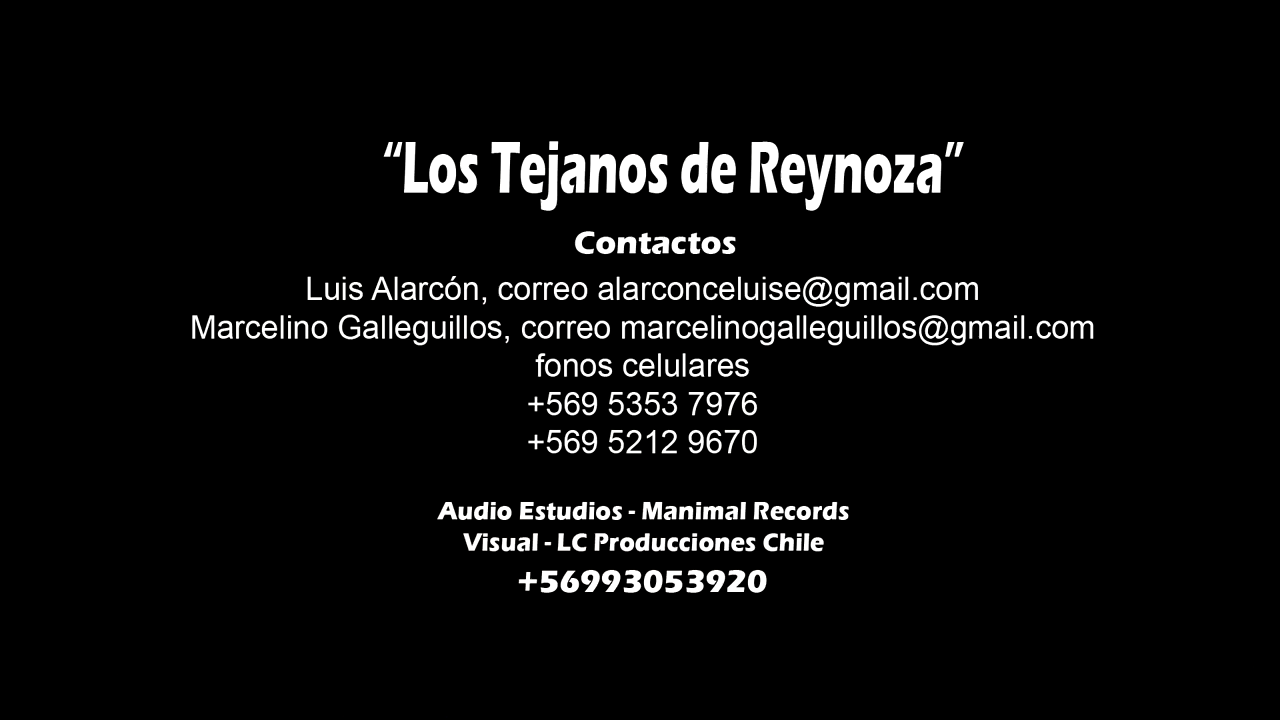 “Los Tejanos de Reynoza”
Contactos
Luis Alarcón, correo alarconceluise@gmail.com
Marcelino Galleguillos, correo marcelinogalleguillos@gmail.com
fonos celulares
+569 5353 7976
+569 5212 9670
Audio Estudios - Manimal Records
Visual - LC Producciones Chile
+56993053920